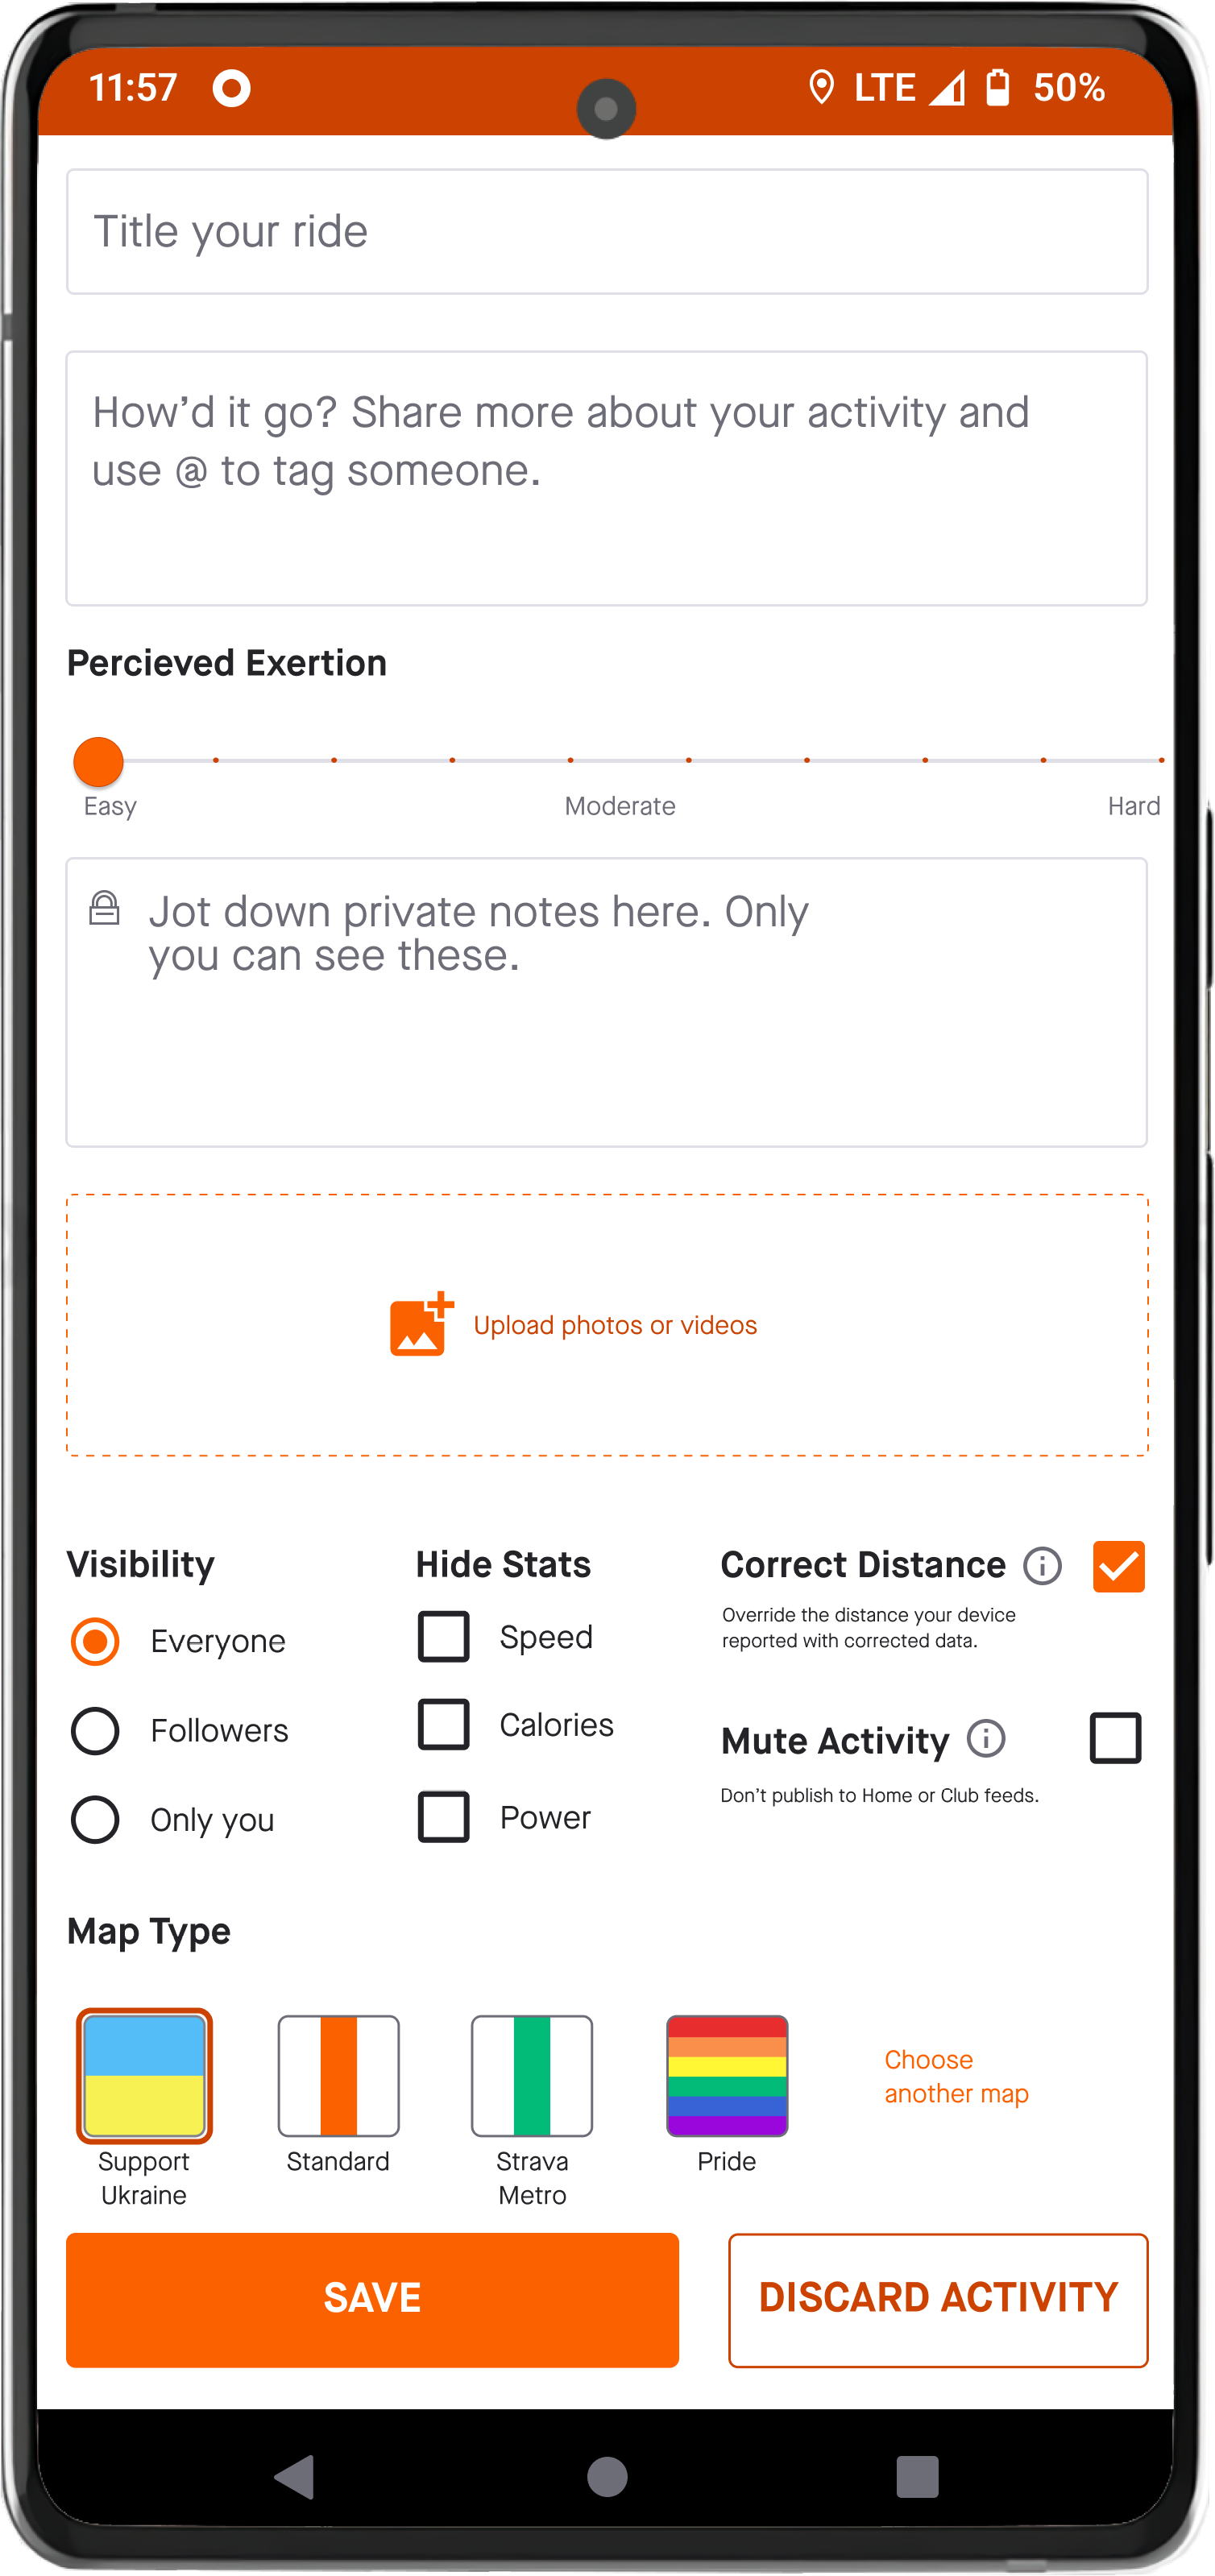 11:57 LTE 50%
Title your ride
How’d it go? Share more about your activity and
use @ to tag someone.
Percieved Exertion
Easy Moderate Hard
Jot down private notes here. Only
you can see these.
Upload photos or videos
Visibility
Everyone
Followers
Only you
Hide Stats
Speed
Calories
Power
Correct Distance
Override the distance your device
reported with corrected data.
Mute Activity
Don’t publish to Home or Club feeds.
Map Type
Support
Ukraine
Standard
Strava
Metro
Pride
Choose
another map
SAVE
DISCARD ACTIVITY